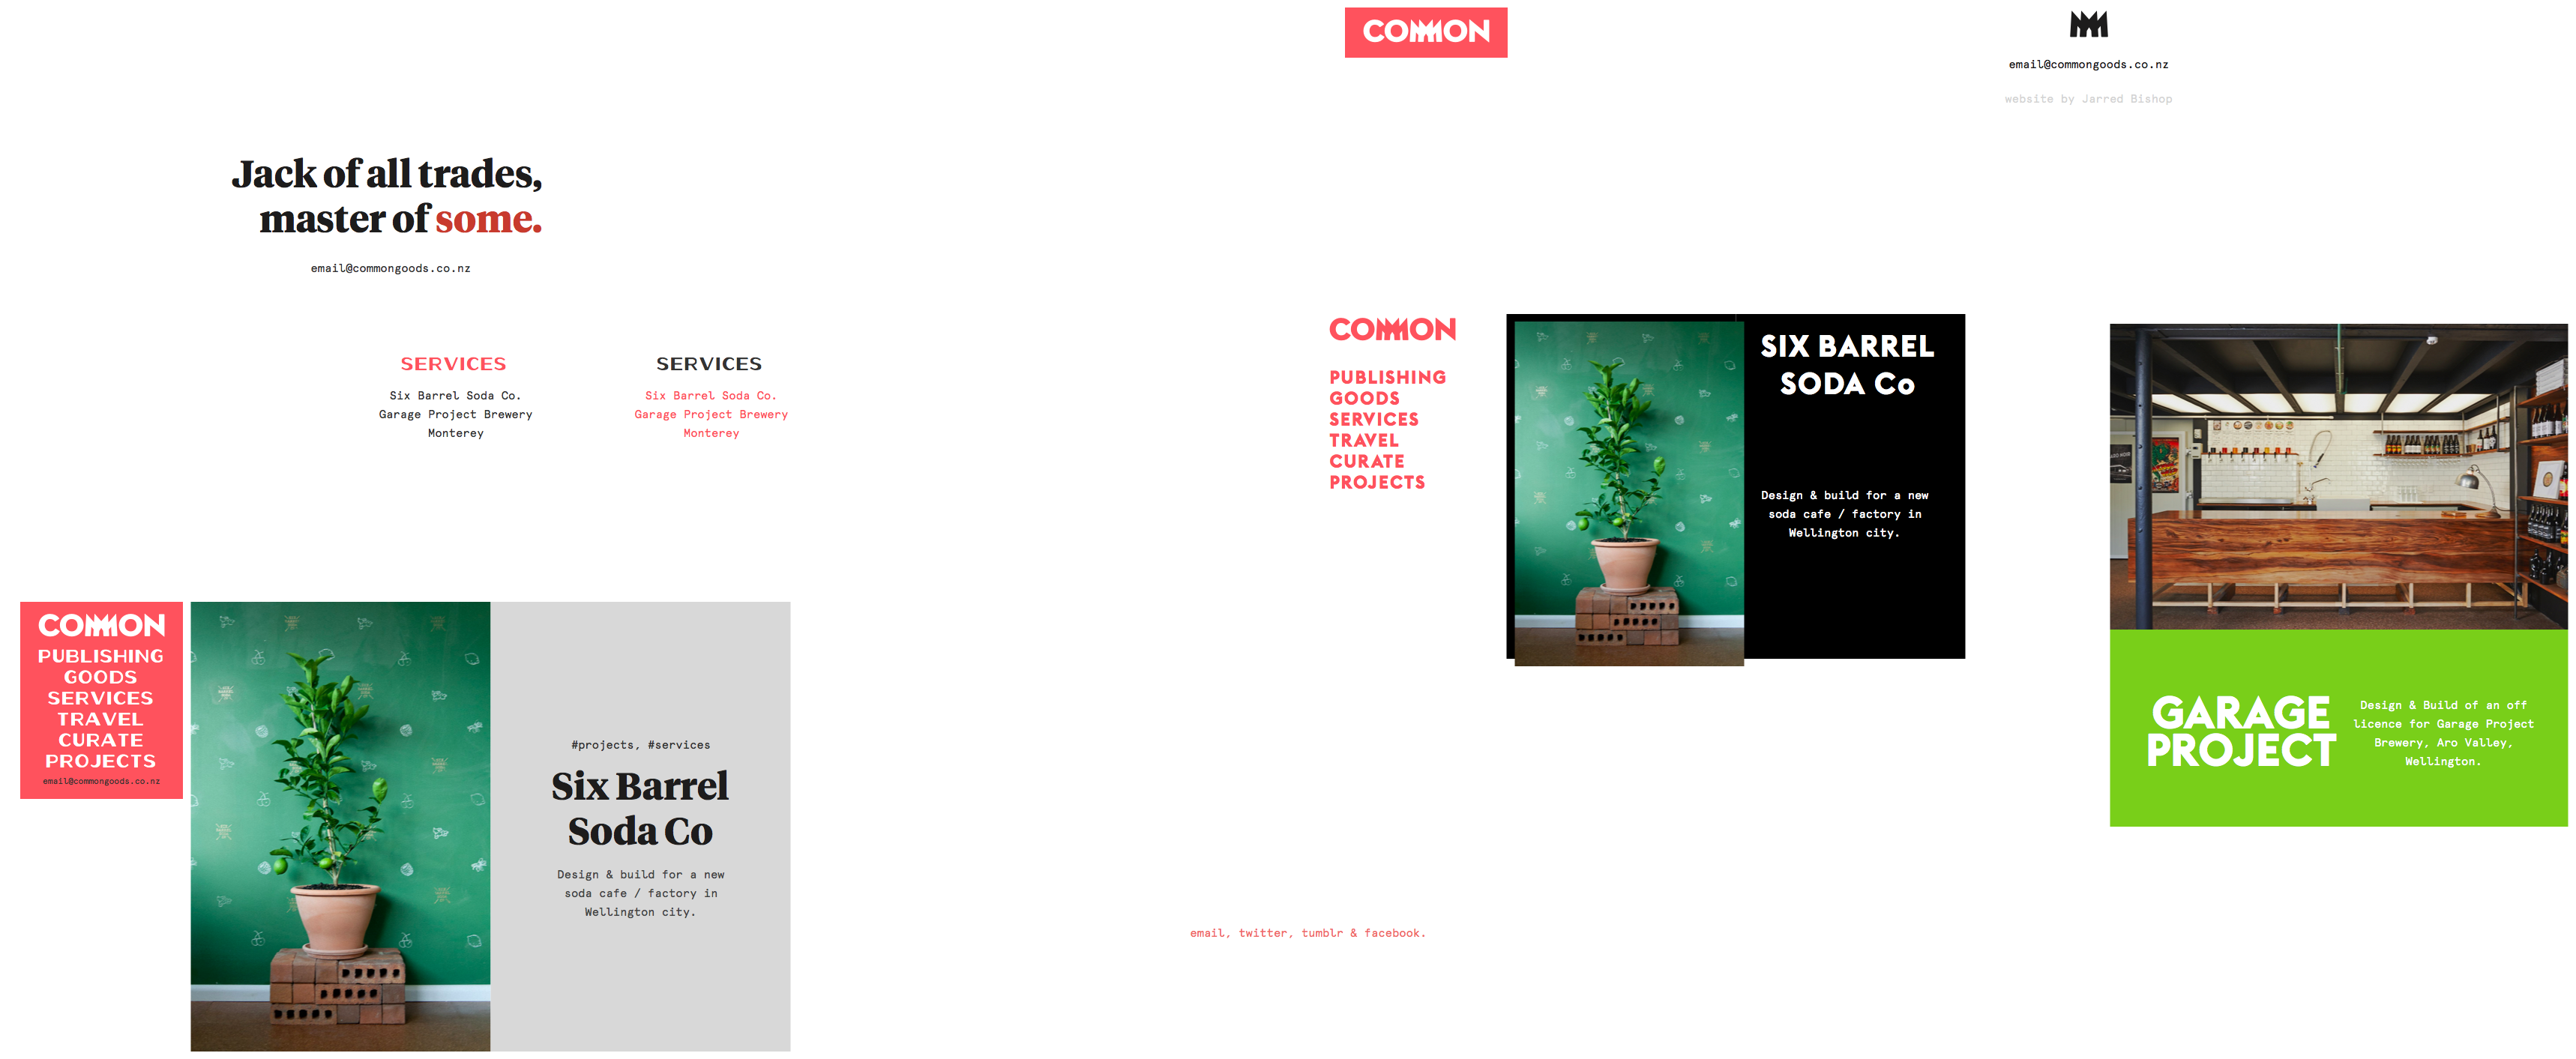 COMMON
email@commongoods.co.nz
website by Jarred Bishop
Jack of all trades,
master of some.
email@commongoods.co.nz
SERVICES
Six Barrel Soda Co.
Garage Project Brewery
Monterey
SERVICES
Six Barrel Soda Co.
Garage Project Brewery
Monterey
COMMON
PUBLISHING
GOODS
SERVICES
TRAVEL
CURATE
PROJECTS
SIX BARREL
SODA Co
Design & build for a new
soda cafe / factory in
Wellington city.
COMMON
PUBLISHING
GOODS
SERVICES
TRAVEL
CURATE
PROJECTS
email@commongoods.co.nz
#projects, #services
Six Barrel
Soda Co
Design & build for a new
soda cafe / factory in
Wellington city.
GARAGE
PROJECT
Design & Build of an off
licence for Garage Project
Brewery, Aro Valley,
Wellington.
email, twitter, tumblr & facebook.